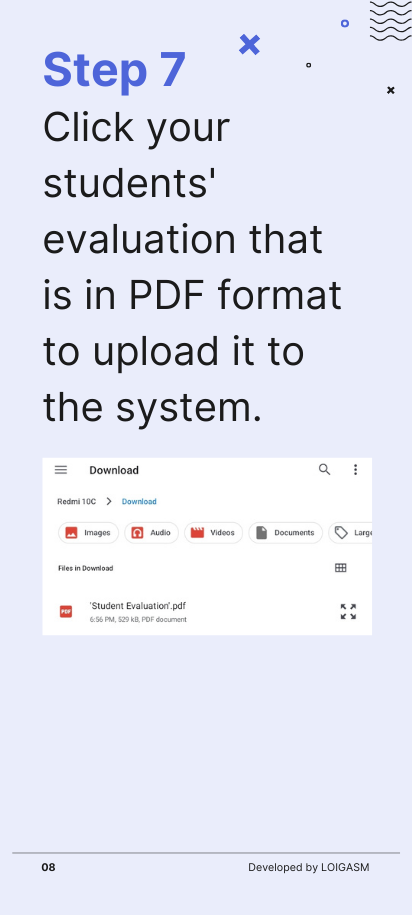 Step 7
Click your
students'
evaluation that
is in PDF format
to upload it to
the system.
Download
Redmi 10C > Download
Images Audio Videos Documents Large
Files in Download
PDF 'Student Evaluation'.pdf
6:56 PM, 529 kB, PDF document
08 Developed by LOIGASM